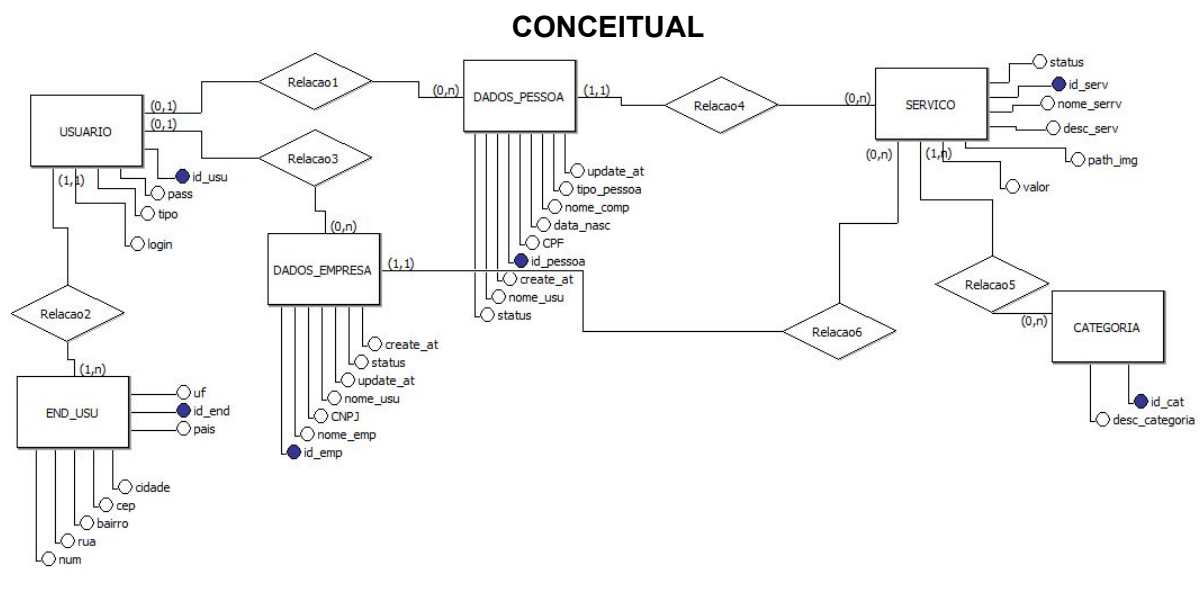 CONCEITUAL
USUARIO
(0,1)
(0,1)
(1,1)
id_usu
pass
tipo
login
Relacao1
(0,n)
DADOS_PESSOA
(1,1)
update_at
tipo_pessoa
nome_comp
data_nasc
CPF
id_pessoa
create_at
nome_usu
status
Relacao4
(0,n)
SERVICO
status
id_serv
nome_serrv
desc_serv
path_img
valor
(0,n)
(1,n)
Relacao3
(0,n)
DADOS_EMPRESA
(1,1)
create_at
status
update_at
nome_usu
CNPJ
nome_emp
id_emp
Relacao6
Relacao5
(0,n)
CATEGORIA
id_cat
desc_categoria
Relacao2
(1,n)
END_USU
uf
id_end
pais
cidade
cep
bairro
rua
num